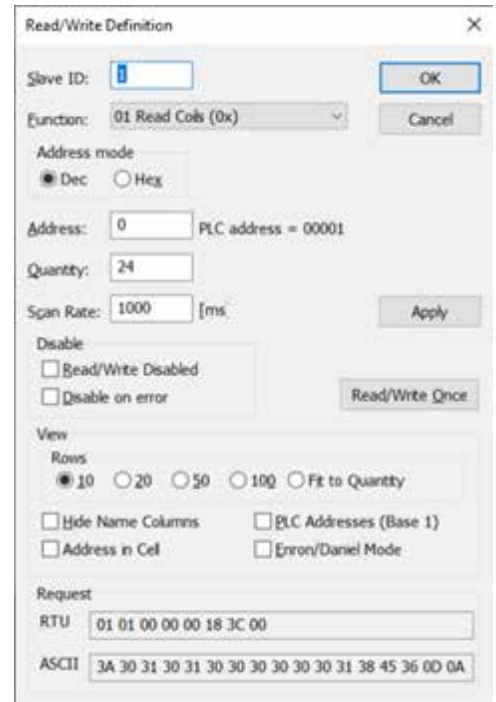 Read/Write Definition
Slave ID: 1
OK
Function: 01 Read Coils (0x)
Cancel
Address mode
Dec Hex
Address: 0 PLC address = 00001
Quantity: 24
Scan Rate: 1000 [ms
Apply
Disable
Read/Write Disabled
Disable on error
Read/Write Once
View
Rows
10 20 50 100 Fit to Quantity
Hide Name Columns PLC Addresses (Base 1)
Address in Cell Enron/Daniel Mode
Request
RTU 01 01 00 00 00 18 3C 00
ASCII 3A 30 31 30 31 30 30 30 30 30 30 31 38 45 36 0D 0A